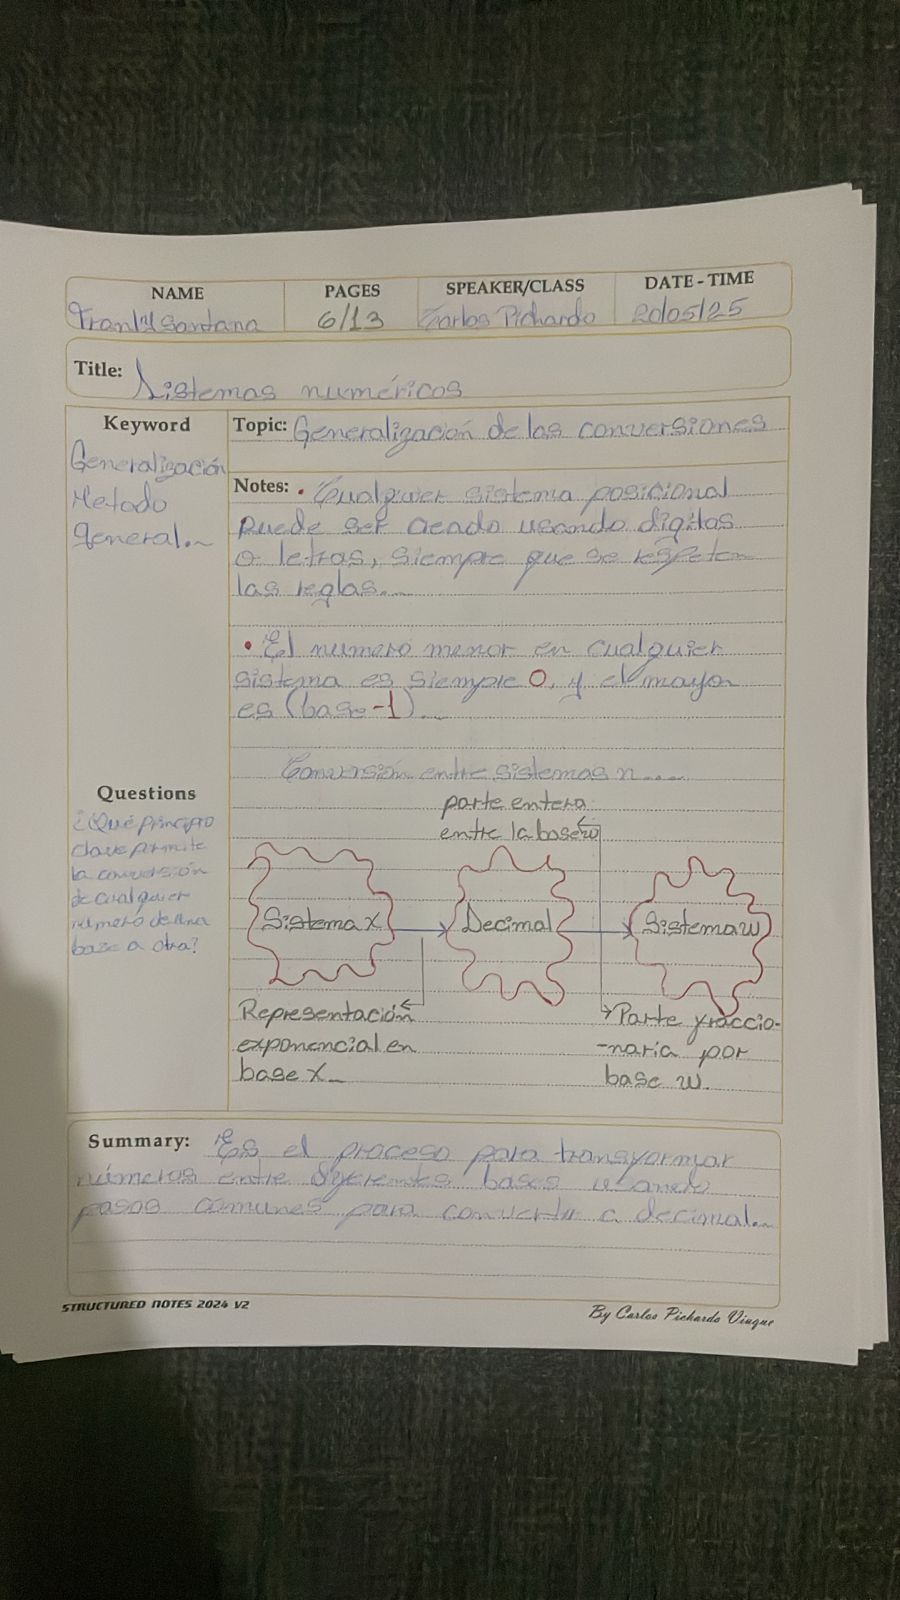 NAME PAGES SPEAKER/CLASS DATE - TIME
Franlil Santana 6/13 Carlos Pichardo 20/05/25
Title: Sistemas numéricos
Keyword
Generalización
Metodo
general.
Topic: Generalización de las conversiones
Notes: • Cualquier sistema posicional
puede ser creado usando digitos
o letras, siempre que se respeten
las reglas...
• El numero menor en cualquier
sistema es siempre 0, y el mayor
es (base -1)...
Conversión entre sistemas n....
parte entera
entre la base w
Sistema X
Decimal
Sistema w
Representación
exponencial en
base X
Parte fraccio-
-naria por
base w.
Questions
¿Qué principio
clave permite
la conversión
de cualquier
número de una
base a otra?
Summary: Es el proceso para transformar
números entre diferentes bases usando
pasos comunes para convertir a decimal...
STRUCTURED NOTES 2024 V2
By Carlos Pichardo Viuque